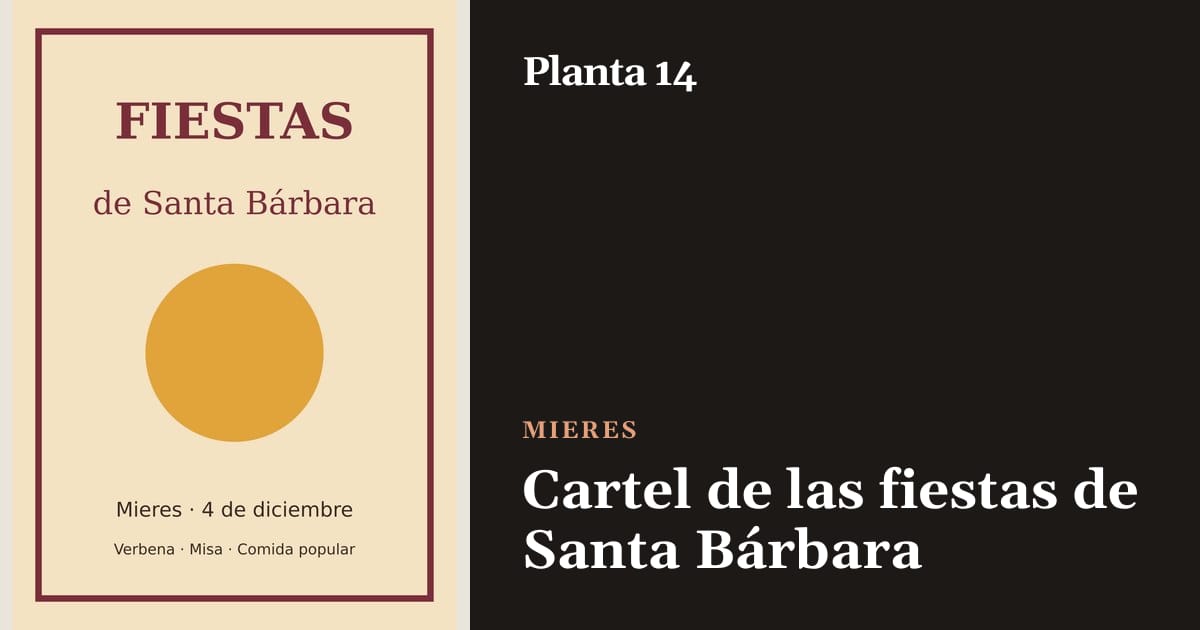 FIESTAS
de Santa Bárbara
Mieres · 4 de diciembre
Verbena · Misa · Comida popular
Planta 14
MIERES
Cartel de las fiestas de
Santa Bárbara